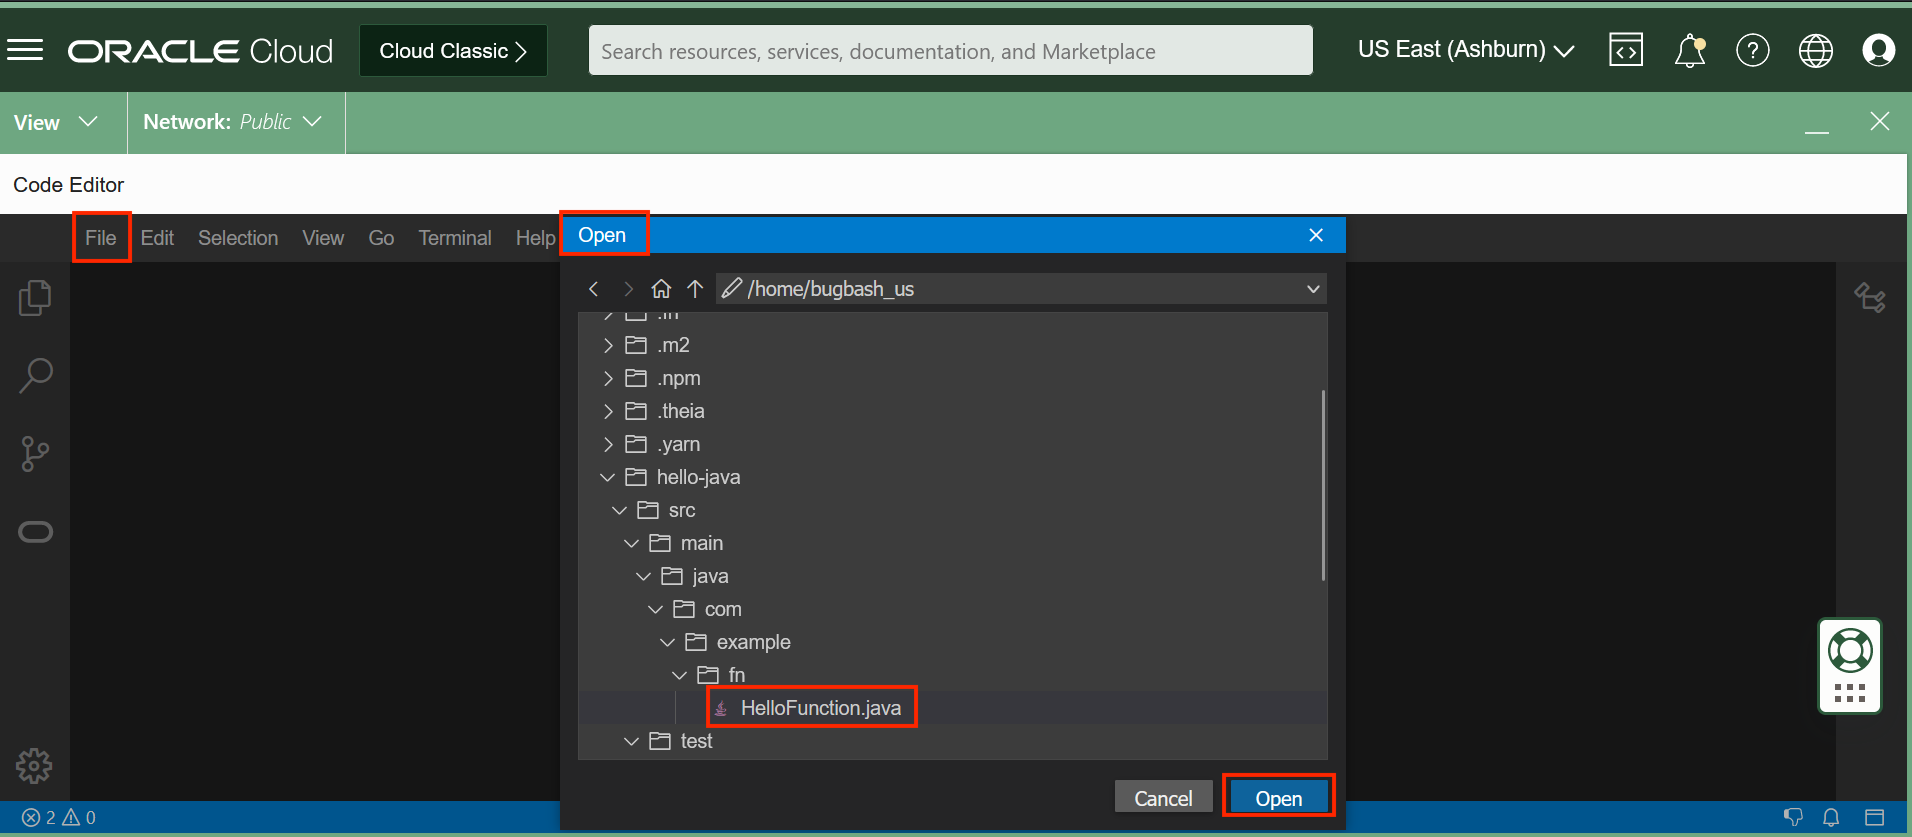 ORACLE Cloud
Cloud Classic
Search resources, services, documentation, and Marketplace
US East (Ashburn)
View
Network: Public
Code Editor
File Edit Selection View Go Terminal Help
Open
/home/bugbash_us
.m2
.npm
.theia
.yarn
hello-java
src
main
java
com
example
fn
HelloFunction.java
test
Cancel Open
2 0